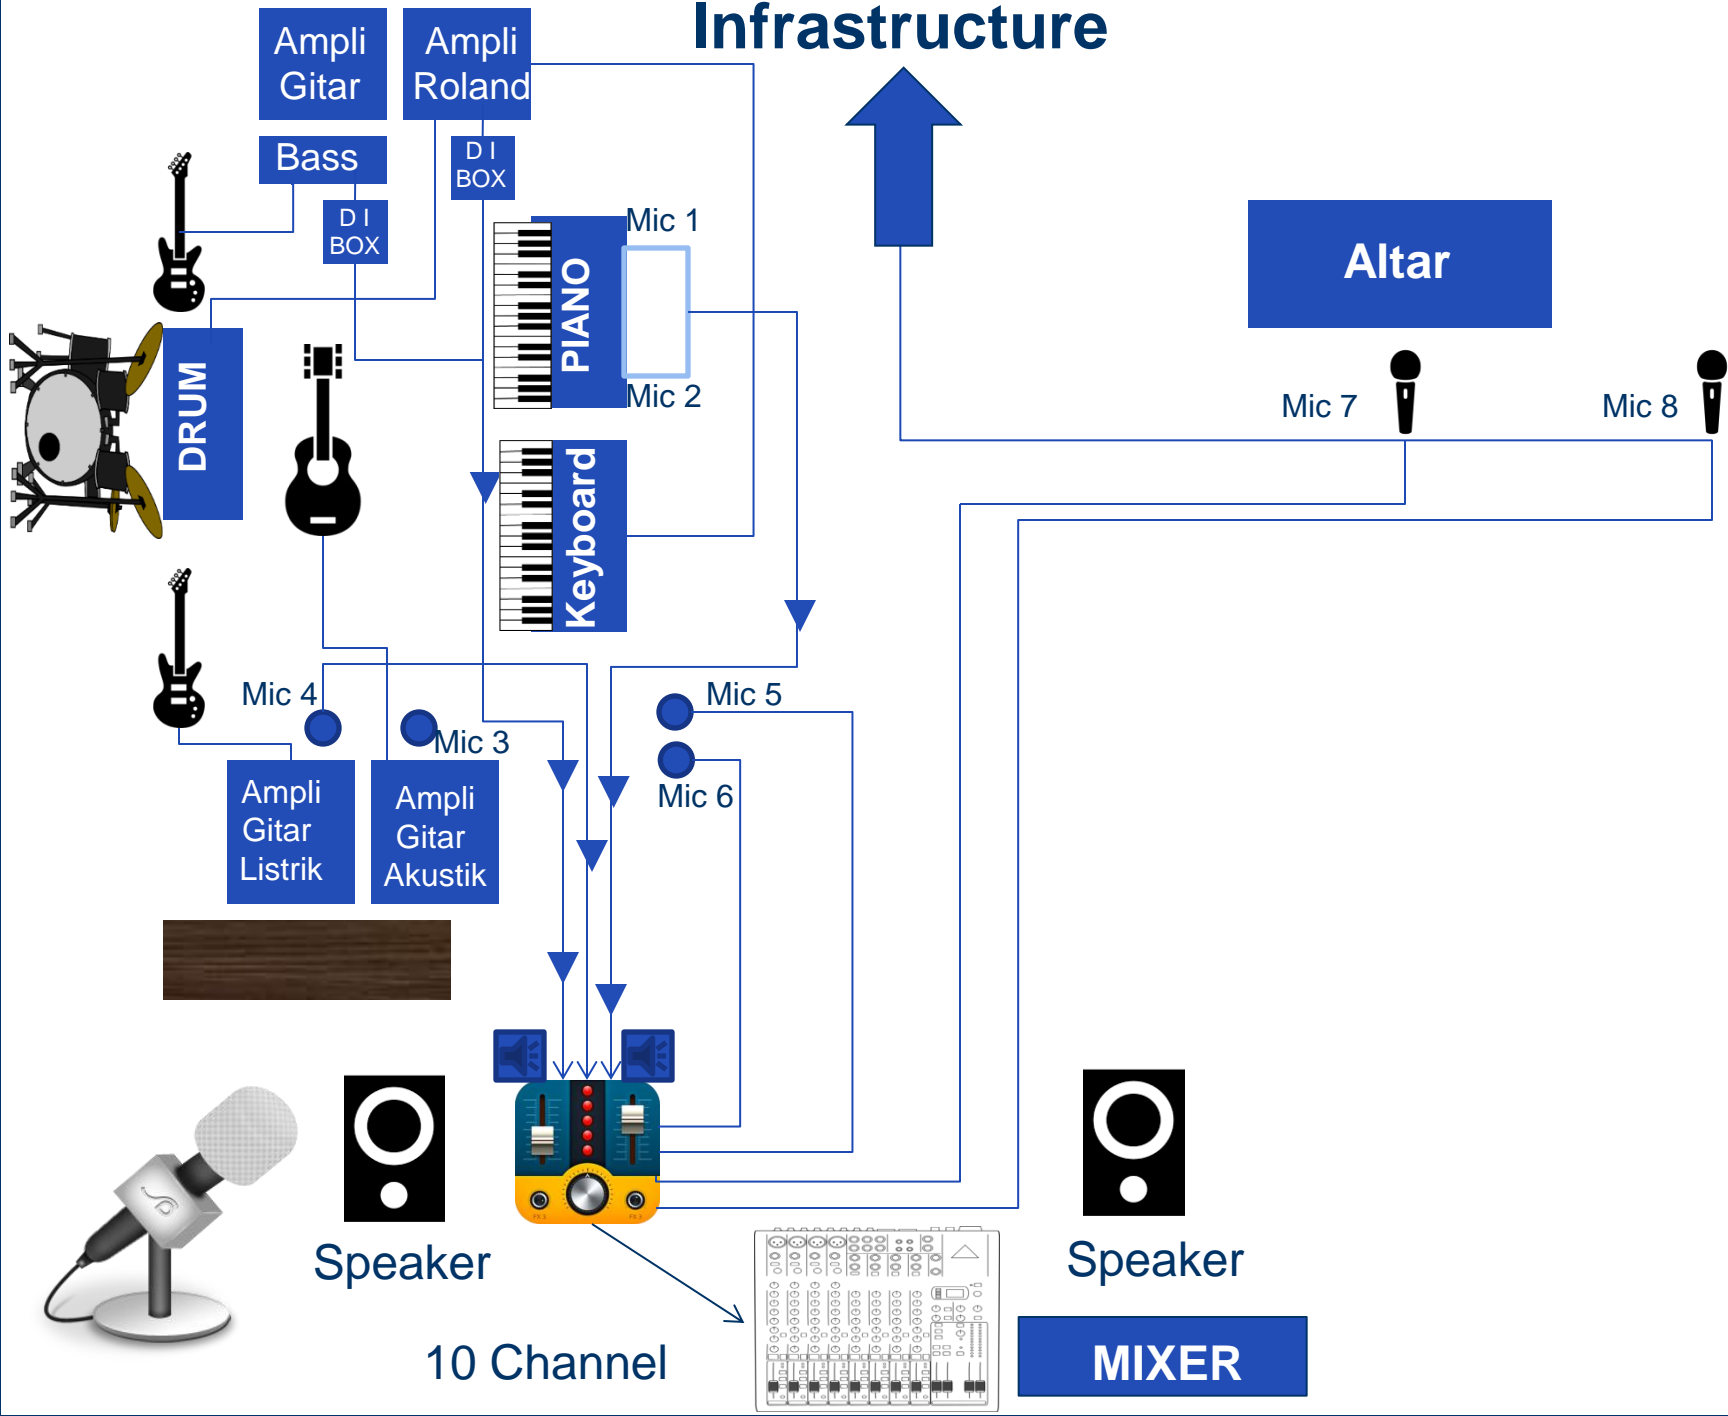 Infrastructure
Ampli
Gitar
Ampli
Roland
Bass
D I
BOX
D I
BOX
Mic 1
PIANO
Mic 2
Altar
DRUM
Mic 7
Mic 8
Keyboard
Mic 4
Mic 3
Mic 5
Mic 6
Ampli
Gitar
Listrik
Ampli
Gitar
Akustik
Speaker
Speaker
10 Channel
MIXER